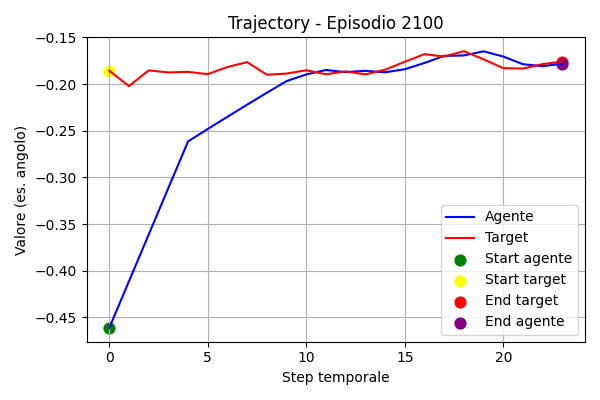 Trajectory - Episodio 2100
Valore (es. angolo)
−0.15
−0.20
−0.25
−0.30
−0.35
−0.40
−0.45
0
5
10
15
20
Step temporale
Agente
Target
Start agente
Start target
End target
End agente